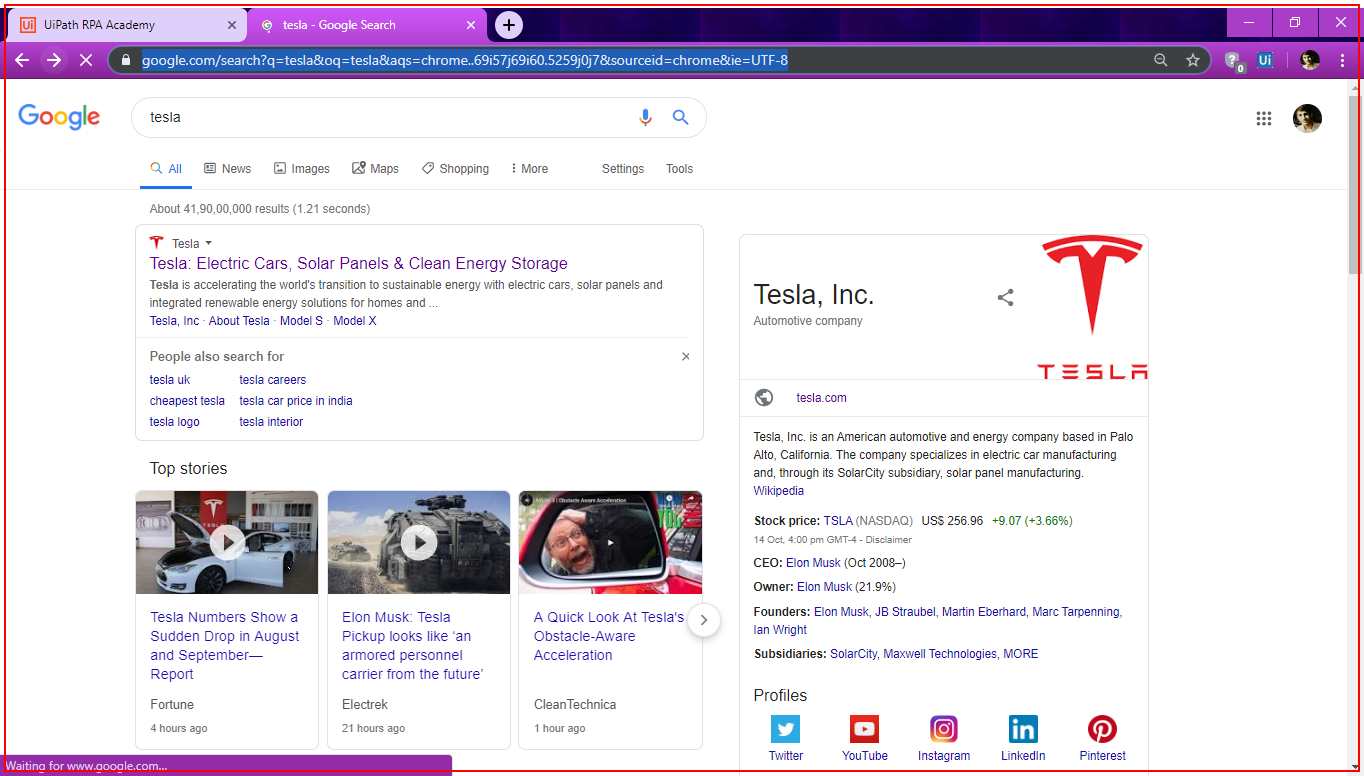 UiPath RPA Academy
tesla - Google Search
google.com/search?q=tesla&oq=tesla&aqs=chrome..69i57j69i60.5259j0j7&sourceid=chrome&ie=UTF-8
0
Ui
Google
tesla
All
News
Images
Maps
Shopping
More
Settings
Tools
About 41,90,00,000 results (1.21 seconds)
Tesla
Tesla: Electric Cars, Solar Panels & Clean Energy Storage
Tesla is accelerating the world's transition to sustainable energy with electric cars, solar panels and
integrated renewable energy solutions for homes and ...
Tesla, Inc · About Tesla · Model S · Model X
People also search for
tesla uk
tesla careers
cheapest tesla
tesla car price in india
tesla logo
tesla interior
Top stories
TESLA
Tesla Numbers Show a
Sudden Drop in August
and September—
Report
Fortune
4 hours ago
Elon Musk: Tesla
Pickup looks like ‘an
armored personnel
carrier from the future’
Electrek
21 hours ago
Obstacle Aware Acceleration
A Quick Look At Tesla's
Obstacle-Aware
Acceleration
CleanTechnica
1 hour ago
Tesla, Inc.
Automotive company
TESLA
tesla.com
Tesla, Inc. is an American automotive and energy company based in Palo
Alto, California. The company specializes in electric car manufacturing
and, through its SolarCity subsidiary, solar panel manufacturing.
Wikipedia
Stock price: TSLA (NASDAQ) US$ 256.96 +9.07 (+3.66%)
14 Oct, 4:00 pm GMT-4 - Disclaimer
CEO: Elon Musk (Oct 2008–)
Owner: Elon Musk (21.9%)
Founders: Elon Musk, JB Straubel, Martin Eberhard, Marc Tarpenning,
Ian Wright
Subsidiaries: SolarCity, Maxwell Technologies, MORE
Profiles
Twitter
YouTube
Instagram
LinkedIn
Pinterest
Waiting for www.google.com...